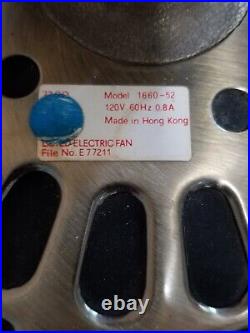 Model 1660-52
120V 60Hz 0.8A
Made in Hong Kong
ELECTRIC FAN
File No. E77211